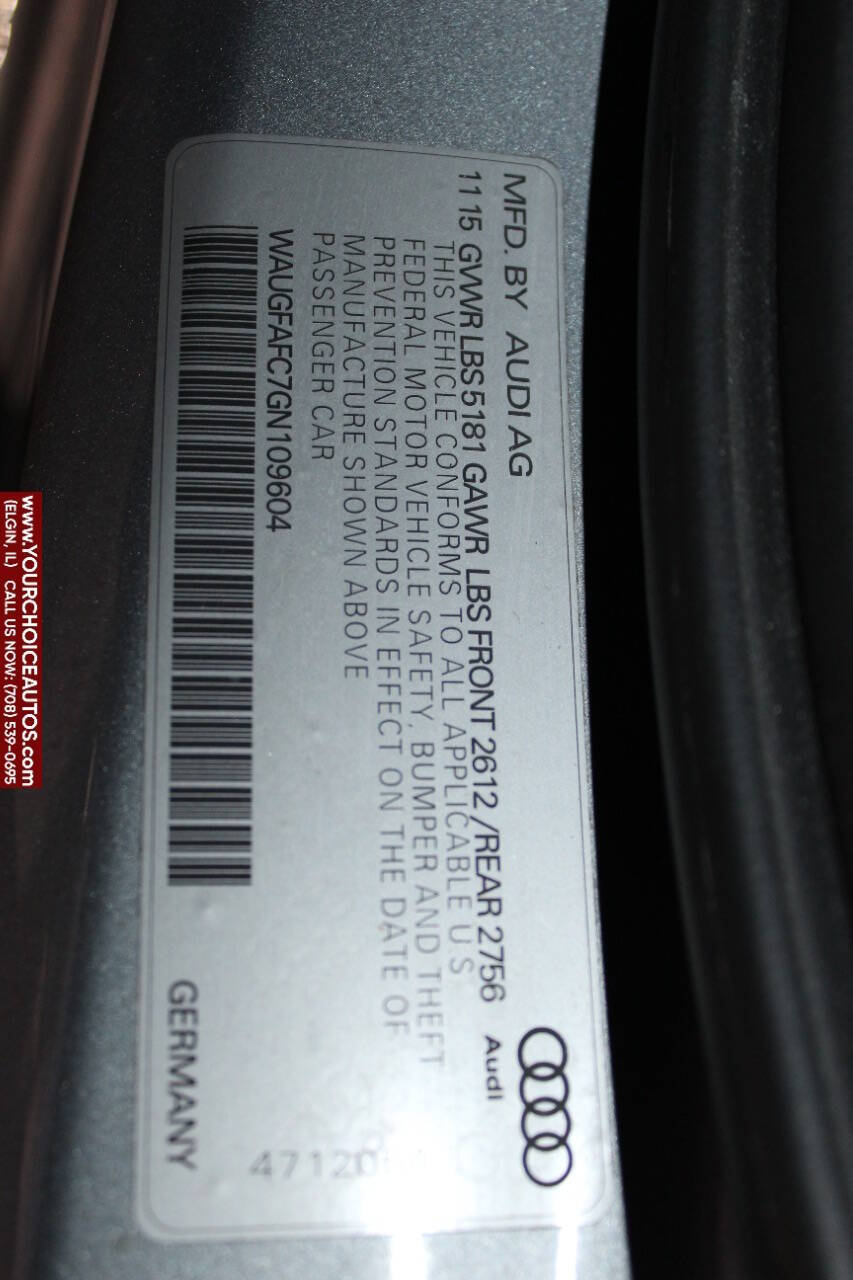 MFD. BY AUDI AG
11 15 GVWR LBS 5181 GAWR LBS FRONT 2612 /REAR 2756
THIS VEHICLE CONFORMS TO ALL APPLICABLE U S
FEDERAL MOTOR VEHICLE SAFETY, BUMPER AND THEFT
PREVENTION STANDARDS IN EFFECT ON THE DATE OF
MANUFACTURE SHOWN ABOVE
PASSENGER CAR
WAUGFAFC7GN109604
Audi
GERMANY
www.YOURCHOICEAUTOS.com
(ELGIN, IL) CALL US NOW: (708) 539-0695